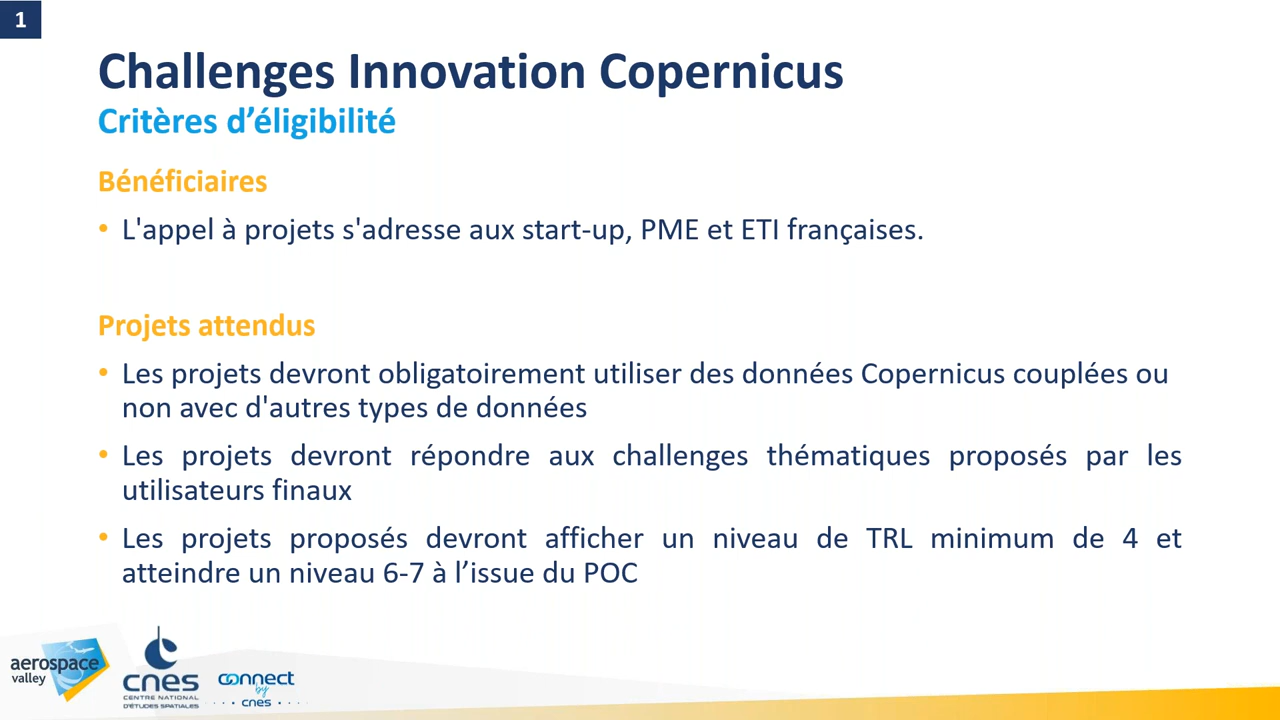 1
Challenges Innovation Copernicus
Critères d’éligibilité
Bénéficiaires
• L'appel à projets s'adresse aux start-up, PME et ETI françaises.
Projets attendus
• Les projets devront obligatoirement utiliser des données Copernicus couplées ou
non avec d'autres types de données
• Les projets devront répondre aux challenges thématiques proposés par les
utilisateurs finaux
• Les projets proposés devront afficher un niveau de TRL minimum de 4 et
atteindre un niveau 6-7 à l’issue du POC
aerospace
valley
cnes
CENTRE NATIONAL
D'ÉTUDES SPATIALES
connect
by
cnes